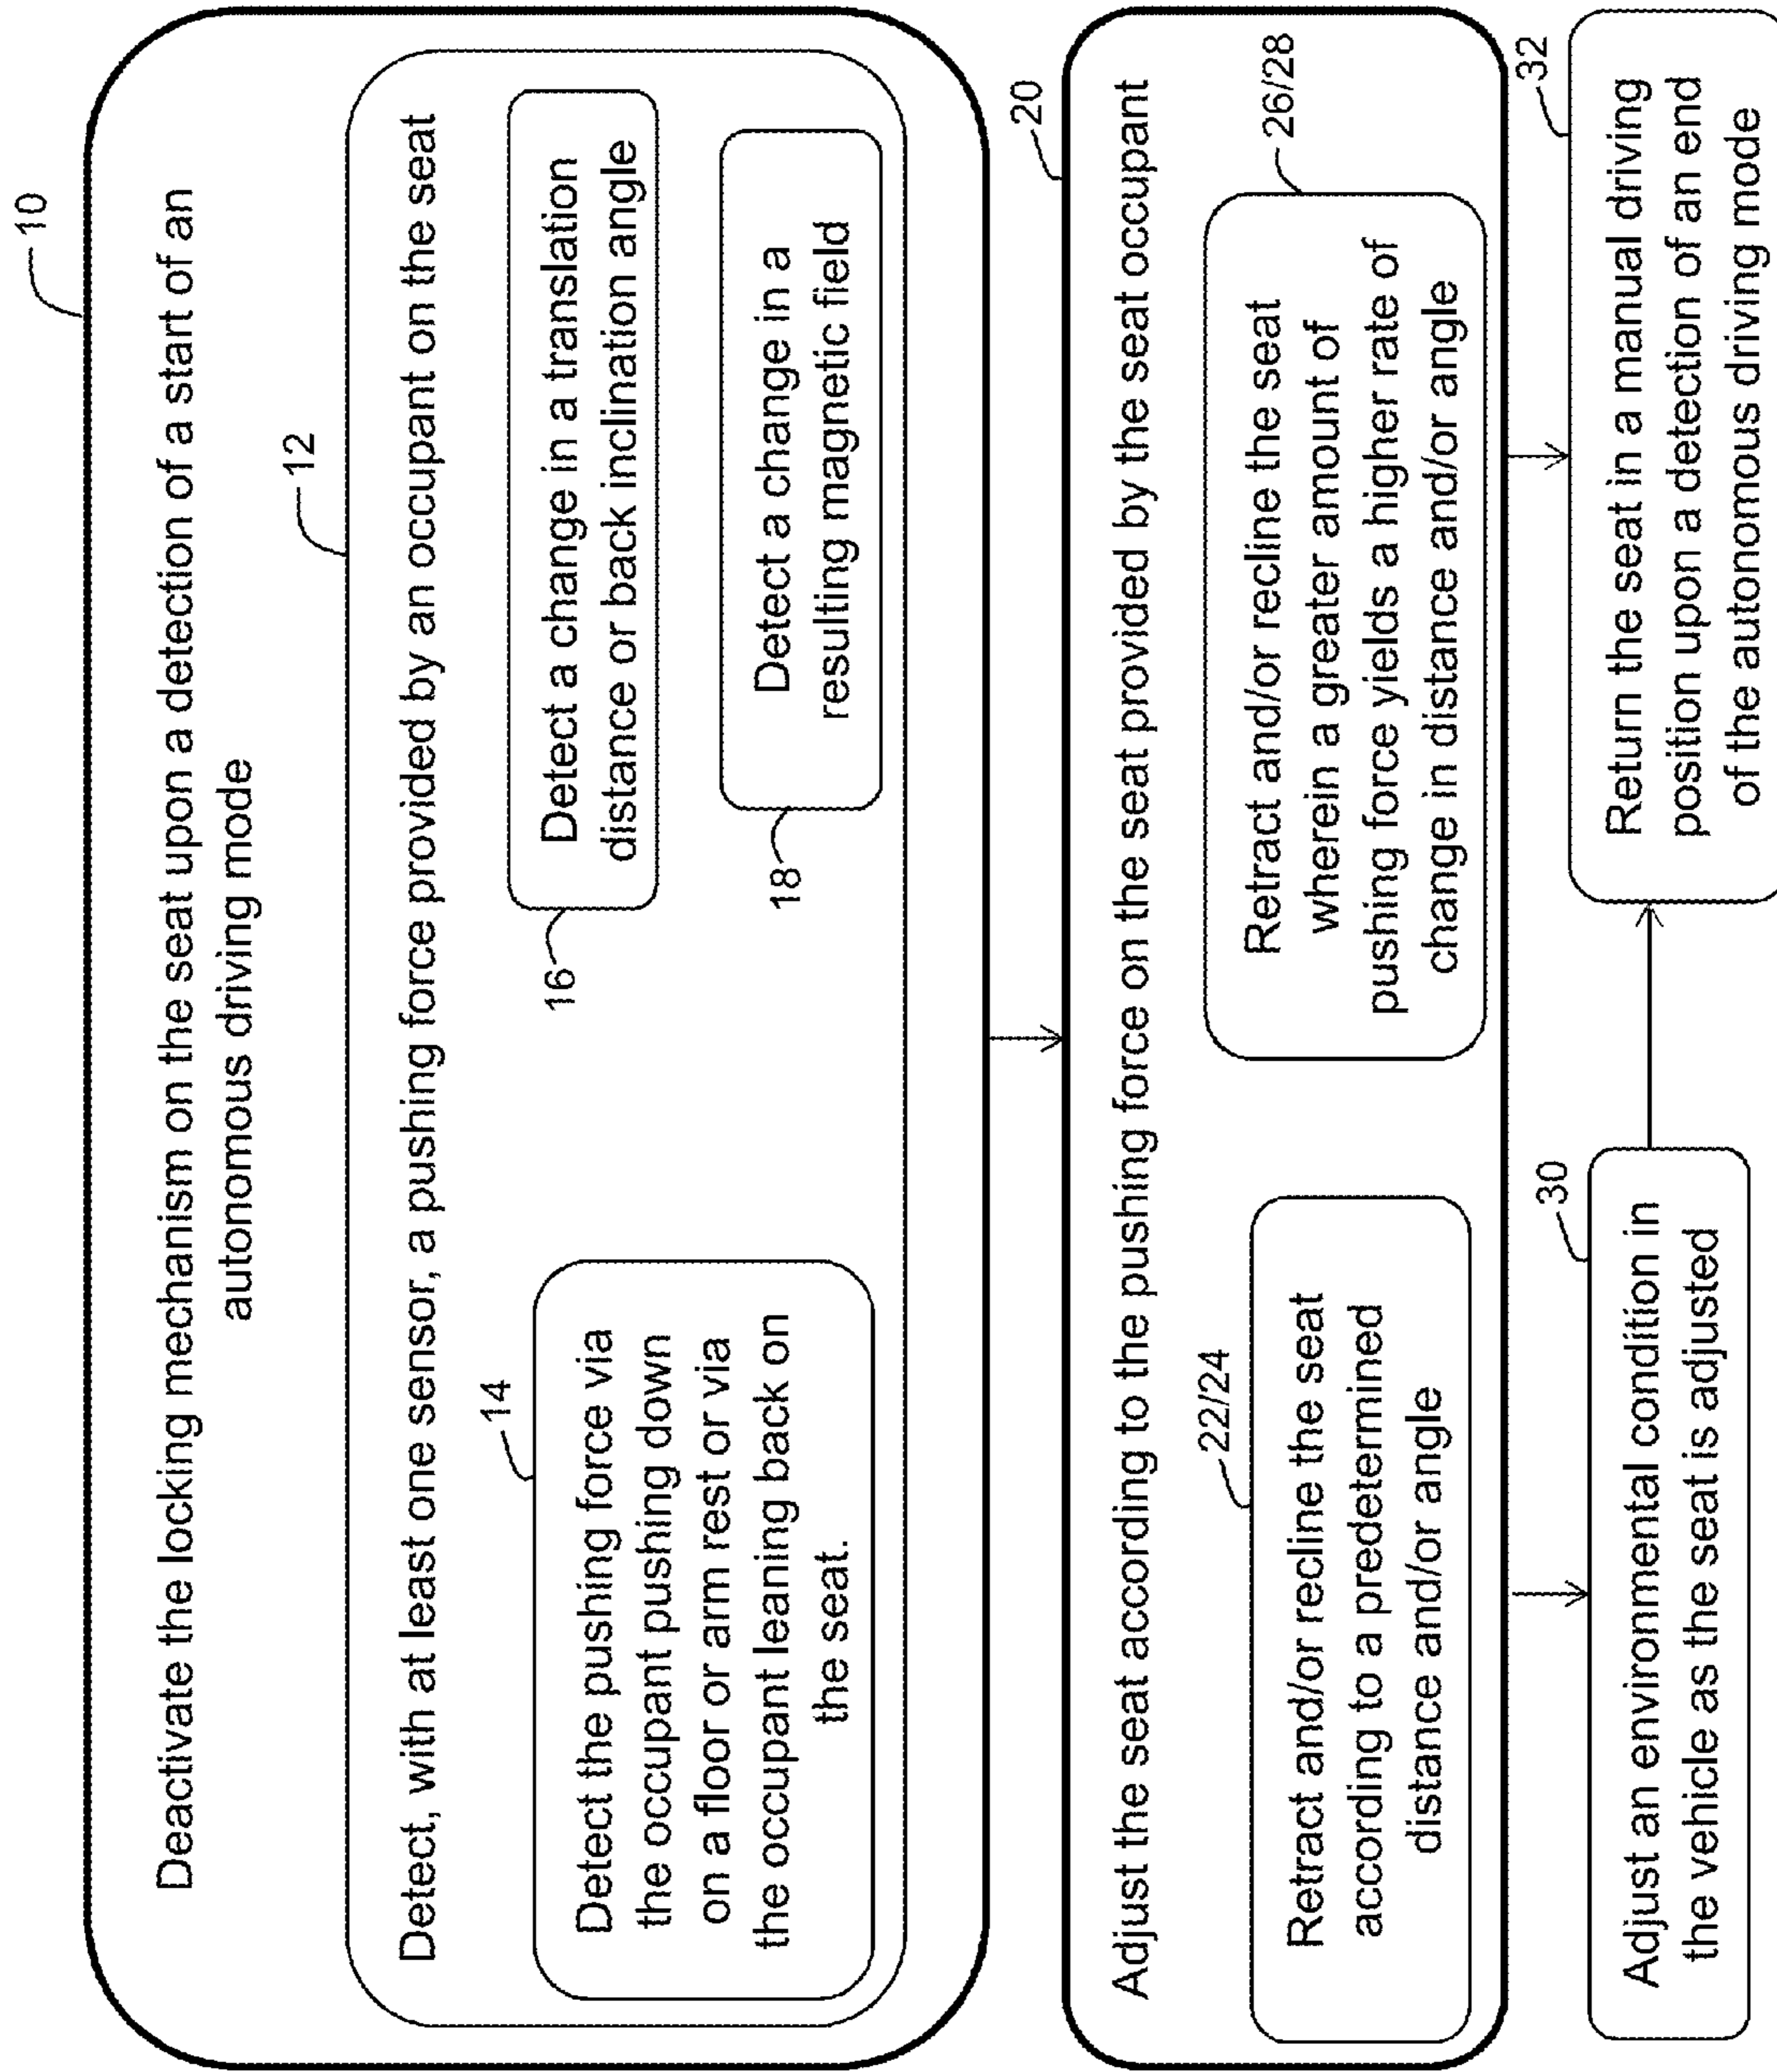 10
Deactivate the locking mechanism on the seat upon a detection of a start of an
autonomous driving mode
12
Detect, with at least one sensor, a pushing force provided by an occupant on the seat
14
Detect the pushing force via
the occupant pushing down
on a floor or arm rest or via
the occupant leaning back on
the seat.
16
Detect a change in a translation
distance or back inclination angle
18
Detect a change in a
resulting magnetic field
20
Adjust the seat according to the pushing force on the seat provided by the seat occupant
22/24
Retract and/or recline the seat
according to a predetermined
distance and/or angle
26/28
Retract and/or recline the seat
wherein a greater amount of
pushing force yields a higher rate of
change in distance and/or angle
30
Adjust an environmental condition in
the vehicle as the seat is adjusted
32
Return the seat in a manual driving
position upon a detection of an end
of the autonomous driving mode